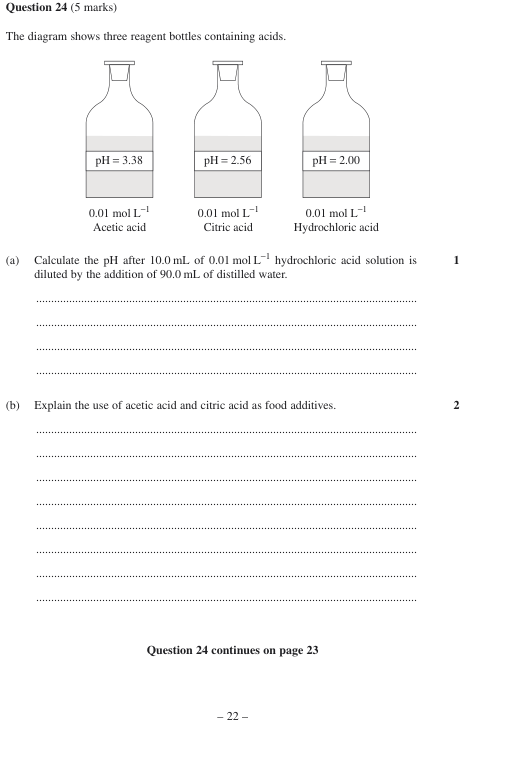 Question 24 (5 marks)
The diagram shows three reagent bottles containing acids.
pH = 3.38 pH = 2.56 pH = 2.00
0.01 mol L⁻¹ 0.01 mol L⁻¹ 0.01 mol L⁻¹
Acetic acid Citric acid Hydrochloric acid
(a) Calculate the pH after 10.0 mL of 0.01 mol L⁻¹ hydrochloric acid solution is 1
diluted by the addition of 90.0 mL of distilled water.
(b) Explain the use of acetic acid and citric acid as food additives. 2
Question 24 continues on page 23
– 22 –